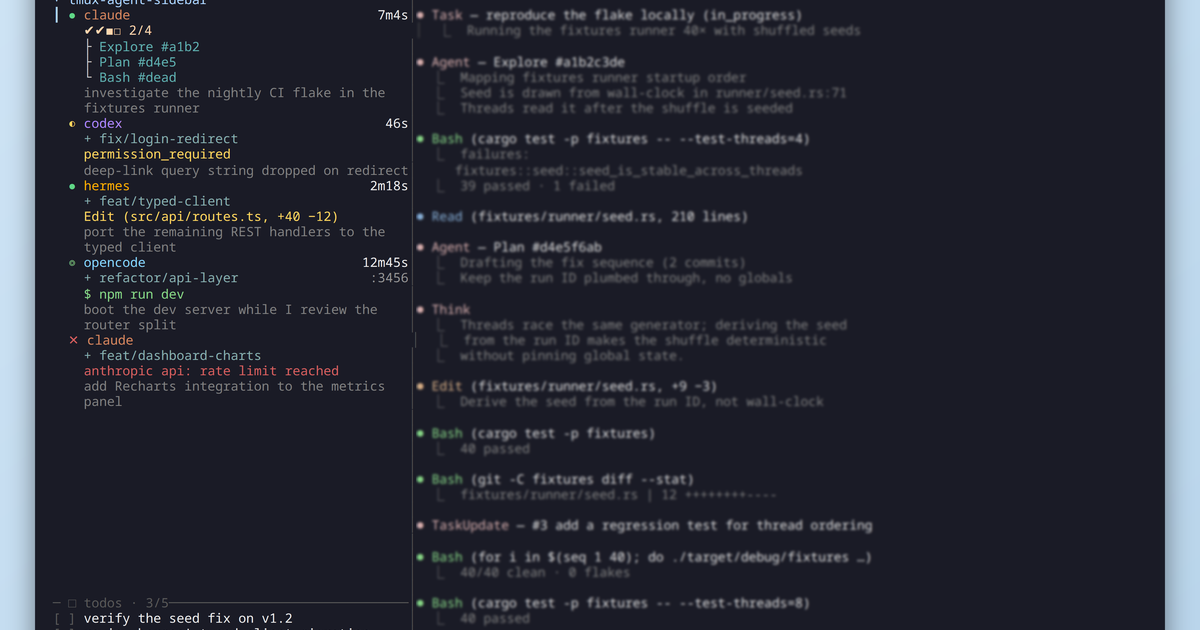 tmux-agent-sidebar
● claude 7m4s
✔✔◼◻ 2/4
├ Explore #a1b2
├ Plan #d4e5
└ Bash #dead
investigate the nightly CI flake in the
fixtures runner
◐ codex 46s
+ fix/login-redirect
permission_required
deep-link query string dropped on redirect
● hermes 2m18s
+ feat/typed-client
Edit (src/api/routes.ts, +40 −12)
port the remaining REST handlers to the
typed client
opencode 12m45s
+ refactor/api-layer :3456
$ npm run dev
boot the dev server while I review the
router split
✕ claude
+ feat/dashboard-charts
anthropic api: rate limit reached
add Recharts integration to the metrics
panel
─ □ todos · 3/5
[ ] verify the seed fix on v1.2
● Task — reproduce the flake locally (in_progress)
⎿ Running the fixtures runner 40× with shuffled seeds
● Agent — Explore #a1b2c3de
⎿ Mapping fixtures runner startup order
⎿ Seed is drawn from wall-clock in runner/seed.rs:71
⎿ Threads read it after the shuffle is seeded
● Bash (cargo test -p fixtures -- --test-threads=4)
⎿ failures:
fixtures::seed::seed_is_stable_across_threads
⎿ 39 passed · 1 failed
● Read (fixtures/runner/seed.rs, 210 lines)
● Agent — Plan #d4e5f6ab
⎿ Drafting the fix sequence (2 commits)
⎿ Keep the run ID plumbed through, no globals
● Think
⎿ Threads race the same generator; deriving the seed
⎿ from the run ID makes the shuffle deterministic
⎿ without pinning global state.
● Edit (fixtures/runner/seed.rs, +9 −3)
⎿ Derive the seed from the run ID, not wall-clock
● Bash (cargo test -p fixtures)
⎿ 40 passed
● Bash (git -C fixtures diff --stat)
⎿ fixtures/runner/seed.rs | 12 ++++++++----
● TaskUpdate — #3 add a regression test for thread ordering
● Bash (for i in $(seq 1 40); do ./target/debug/fixtures …)
⎿ 40/40 clean · 0 flakes
● Bash (cargo test -p fixtures -- --test-threads=8)
⎿ 40 passed